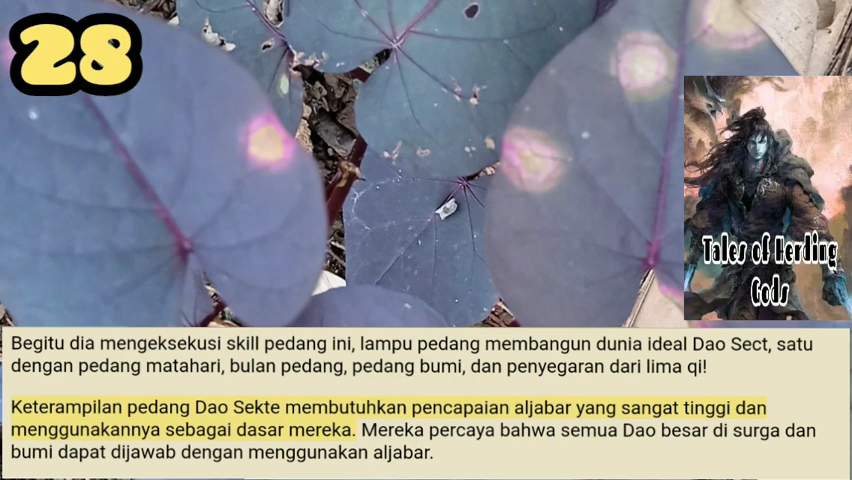 28
Tales of Herding
Gods
Begitu dia mengeksekusi skill pedang ini, lampu pedang membangun dunia ideal Dao Sect, satu
dengan pedang matahari, bulan pedang, pedang bumi, dan penyegaran dari lima qi!
Keterampilan pedang Dao Sekte membutuhkan pencapaian aljabar yang sangat tinggi dan
menggunakannya sebagai dasar mereka. Mereka percaya bahwa semua Dao besar di surga dan
bumi dapat dijawab dengan menggunakan aljabar.